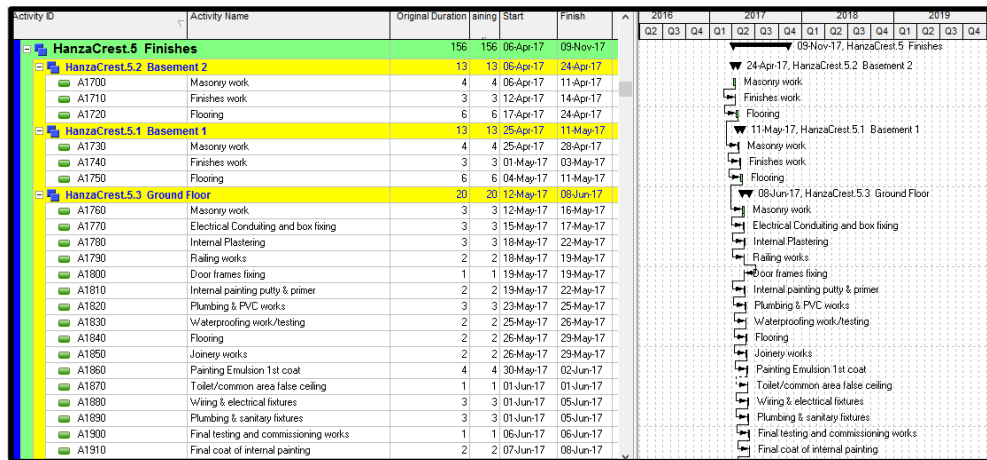 Activity ID Activity Name Original Duration aining Start Finish 2016 2017 2018 2019
Q2 Q3 Q4 Q1 Q2 Q3 Q4 Q1 Q2 Q3 Q4 Q1 Q2 Q3 Q4
HanzaCrest.5 Finishes 156 156 06-Apr-17 09-Nov-17 09-Nov-17, HanzaCrest.5 Finishes
HanzaCrest.5.2 Basement 2 13 13 06-Apr-17 24-Apr-17 24-Apr-17, HanzaCrest.5.2 Basement 2
A1700 Masonry work 4 4 06-Apr-17 11-Apr-17 Masonry work
A1710 Finishes work 3 3 12-Apr-17 14-Apr-17 Finishes work
A1720 Flooring 6 6 17-Apr-17 24-Apr-17 Flooring
HanzaCrest.5.1 Basement 1 13 13 25-Apr-17 11-May-17 11-May-17, HanzaCrest.5.1 Basement 1
A1730 Masonry work 4 4 25-Apr-17 28-Apr-17 Masonry work
A1740 Finishes work 3 3 01-May-17 03-May-17 Finishes work
A1750 Flooring 6 6 04-May-17 11-May-17 Flooring
HanzaCrest.5.3 Ground Floor 20 20 12-May-17 08-Jun-17 08-Jun-17, HanzaCrest.5.3 Ground Floor
A1760 Masonry work 3 3 12-May-17 16-May-17 Masonry work
A1770 Electrical Conduiting and box fixing 3 3 15-May-17 17-May-17 Electrical Conduiting and box fixing
A1780 Internal Plastering 3 3 18-May-17 22-May-17 Internal Plastering
A1790 Railing works 2 2 18-May-17 19-May-17 Railing works
A1800 Door frames fixing 1 1 19-May-17 19-May-17 Door frames fixing
A1810 Internal painting putty & primer 2 2 19-May-17 22-May-17 Internal painting putty & primer
A1820 Plumbing & PVC works 3 3 23-May-17 25-May-17 Plumbing & PVC works
A1830 Waterproofing work/testing 2 2 25-May-17 26-May-17 Waterproofing work/testing
A1840 Flooring 2 2 26-May-17 29-May-17 Flooring
A1850 Joinery works 2 2 26-May-17 29-May-17 Joinery works
A1860 Painting Emulsion 1st coat 4 4 30-May-17 02-Jun-17 Painting Emulsion 1st coat
A1870 Toilet/common area false ceiling 1 1 01-Jun-17 01-Jun-17 Toilet/common area false ceiling
A1880 Wiring & electrical fixtures 3 3 01-Jun-17 05-Jun-17 Wiring & electrical fixtures
A1890 Plumbing & sanitary fixtures 3 3 01-Jun-17 05-Jun-17 Plumbing & sanitary fixtures
A1900 Final testing and commissioning works 1 1 06-Jun-17 06-Jun-17 Final testing and commissioning works
A1910 Final coat of internal painting 2 2 07-Jun-17 08-Jun-17 Final coat of internal painting